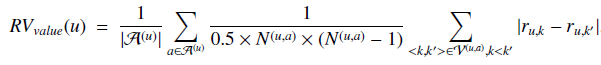 RV_{value}(u) = \frac{1}{|\mathcal{A}^{(u)}|} \sum_{a \in \mathcal{A}^{(u)}} \frac{1}{0.5 \times N^{(u,a)} \times (N^{(u,a)} - 1)} \sum_{<k,k'> \in \mathcal{V}^{(u,a)}, k<k'} |r_{u,k} - r_{u,k'}|